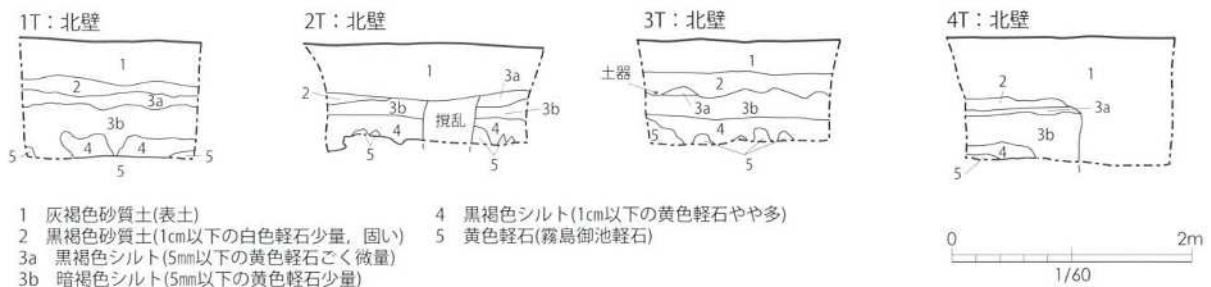 1T：北壁
2T：北壁
3T：北壁
4T：北壁
1
2
3a
3b
4
4
5
5
5
1
2
3a
3b
3b
撹乱
4
4
5
5
1
土器
2
3a
3b
4
5
5
1
2
3a
3b
4
5
1 灰褐色砂質土(表土)
2 黒褐色砂質土(1㎝以下の白色軽石少量，固い)
3a 黒褐色シルト(5㎜以下の黄色軽石ごく微量)
3b 暗褐色シルト(5㎜以下の黄色軽石少量)
4 黒褐色シルト(1㎝以下の黄色軽石やや多)
5 黄色軽石(霧島御池軽石)
0 2m
1/60